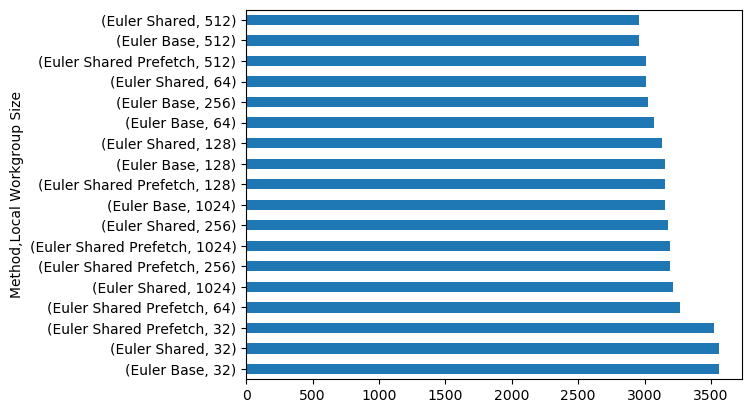 (Euler Shared, 512)
(Euler Base, 512)
(Euler Shared Prefetch, 512)
(Euler Shared, 64)
(Euler Base, 256)
(Euler Base, 64)
(Euler Shared, 128)
(Euler Base, 128)
(Euler Shared Prefetch, 128)
(Euler Base, 1024)
(Euler Shared, 256)
(Euler Shared Prefetch, 1024)
(Euler Shared Prefetch, 256)
(Euler Shared, 1024)
(Euler Shared Prefetch, 64)
(Euler Shared Prefetch, 32)
(Euler Shared, 32)
(Euler Base, 32)
Method,Local Workgroup Size
0 500 1000 1500 2000 2500 3000 3500